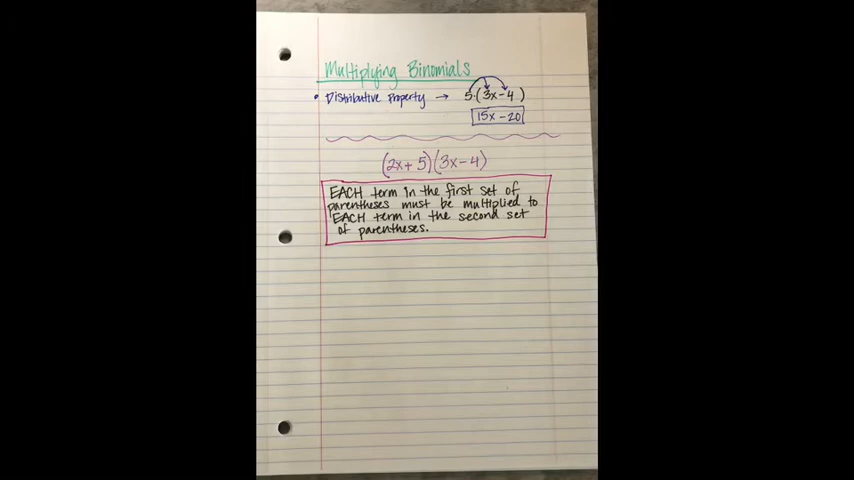 Multiplying Binomials
• Distributive Property → 5·(3x-4)
15x-20
(2x+5)(3x-4)
EACH term in the first set of
parentheses must be multiplied to
EACH term in the second set
of parentheses.